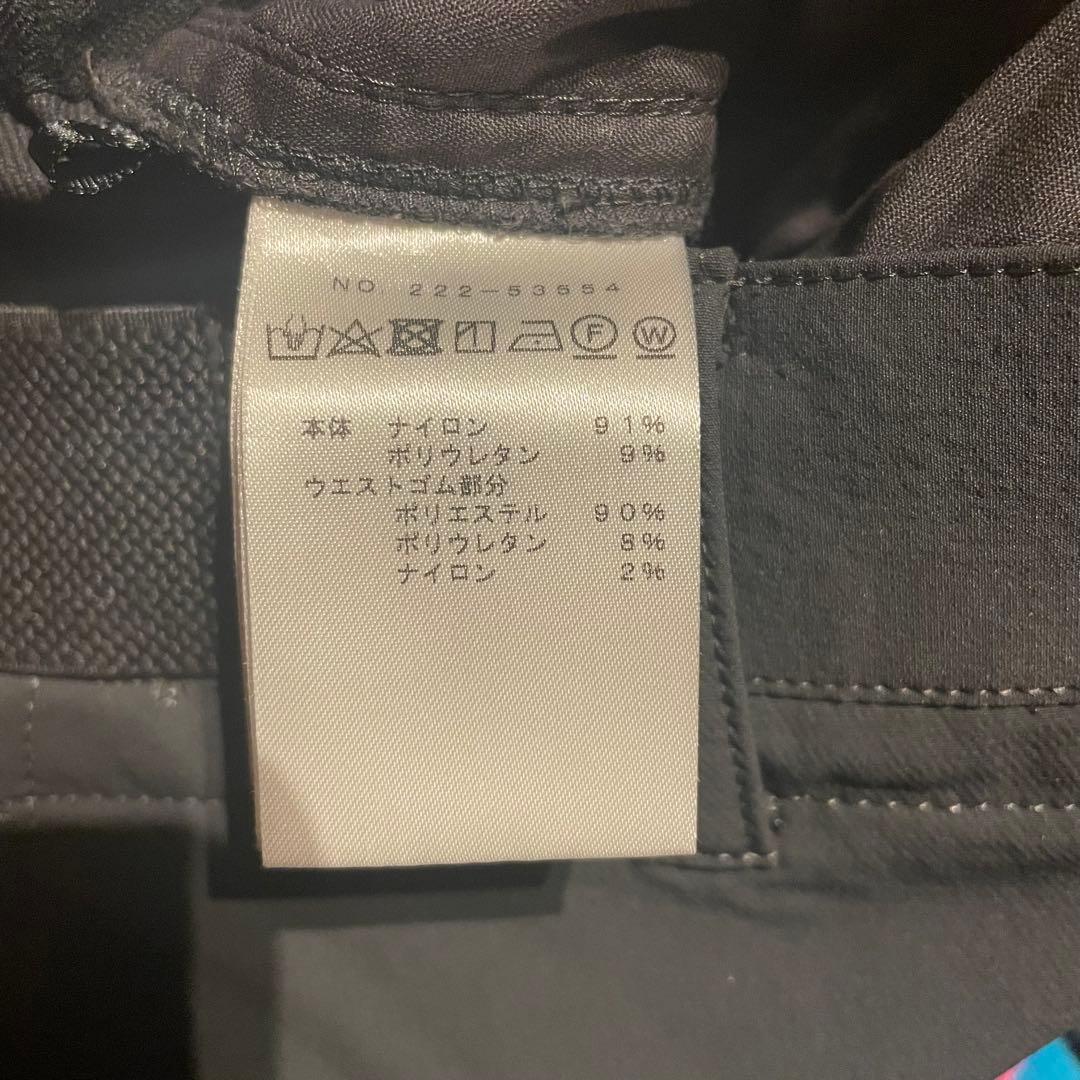 NO. 222-53554
F W
本体 ナイロン 91%
ポリウレタン 9%
ウエストゴム部分
ポリエステル 90%
ポリウレタン 8%
ナイロン 2%